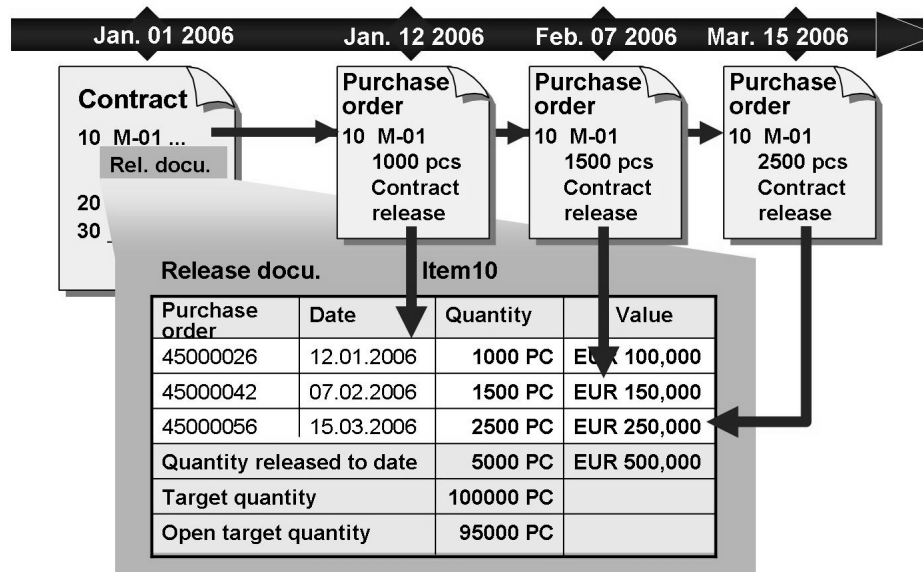 Jan. 01 2006 Jan. 12 2006 Feb. 07 2006 Mar. 15 2006
Contract
10 M-01 ...
Rel. docu.
20
30
Purchase
order
10 M-01
1000 pcs
Contract
release
Purchase
order
10 M-01
1500 pcs
Contract
release
Purchase
order
10 M-01
2500 pcs
Contract
release
Release docu. Item10
Purchase order Date Quantity Value
45000026 12.01.2006 1000 PC EUR 100,000
45000042 07.02.2006 1500 PC EUR 150,000
45000056 15.03.2006 2500 PC EUR 250,000
Quantity released to date 5000 PC EUR 500,000
Target quantity 100000 PC
Open target quantity 95000 PC